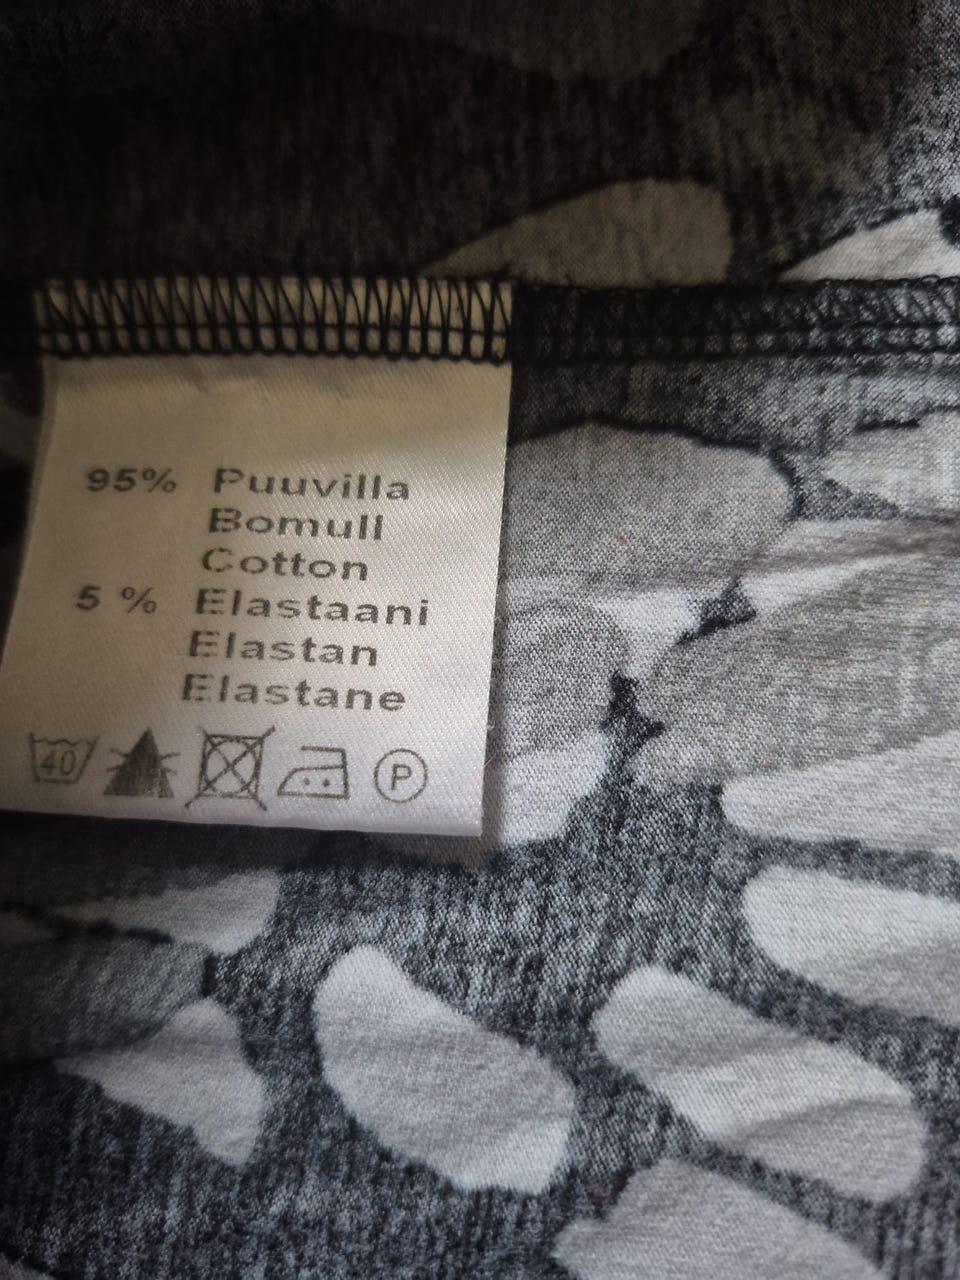 95% Puuvilla
Bomull
Cotton
5 % Elastaani
Elastan
Elastane
40 P